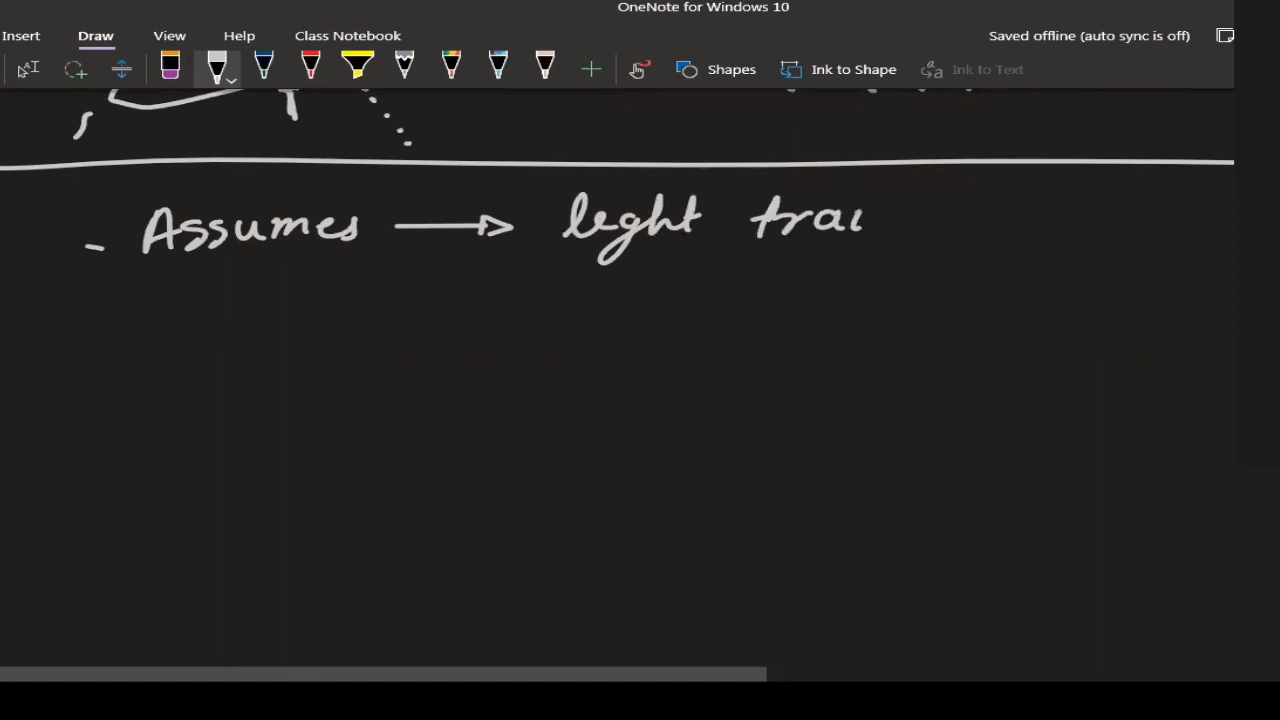 OneNote for Windows 10
Insert Draw View Help Class Notebook Saved offline (auto sync is off)
Shapes Ink to Shape Ink to Text
- Assumes → light trai